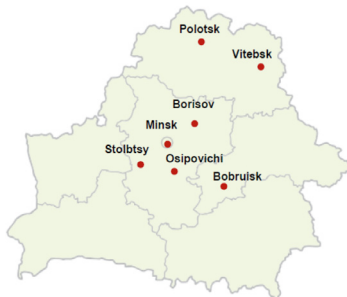 Polotsk
Vitebsk
Borisov
Minsk
Stolbtsy
Osipovichi
Bobruisk